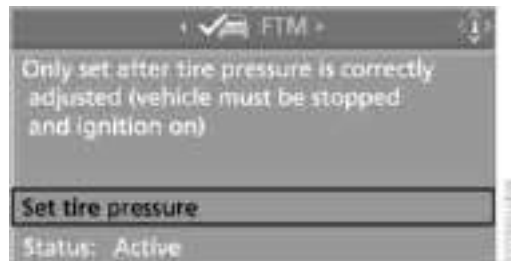 FTM
Only set after tire pressure is correctly
adjusted (vehicle must be stopped
and ignition on)
Set tire pressure
Status: Active